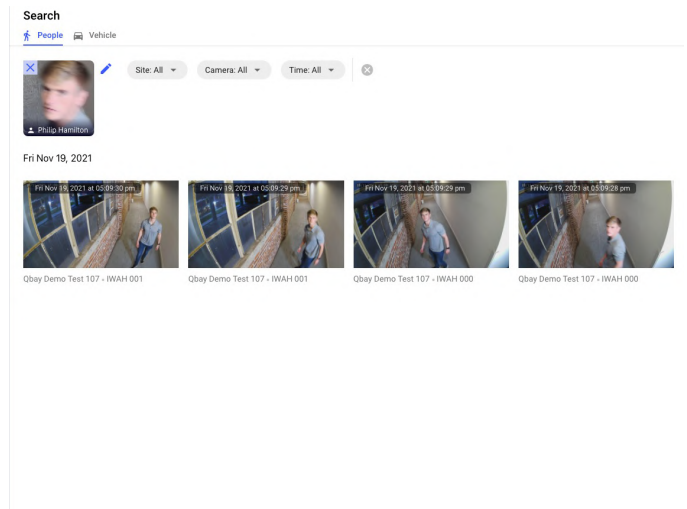 Search
People
Vehicle
Philip Hamilton
Site: All
Camera: All
Time: All
Fri Nov 19, 2021
Fri Nov 19, 2021 at 05:09:30 pm
Fri Nov 19, 2021 at 05:09:29 pm
Fri Nov 19, 2021 at 05:09:29 pm
Fri Nov 19, 2021 at 05:09:28 pm
Qbay Demo Test 107 • IWAH 001
Qbay Demo Test 107 • IWAH 001
Qbay Demo Test 107 • IWAH 000
Qbay Demo Test 107 • IWAH 000